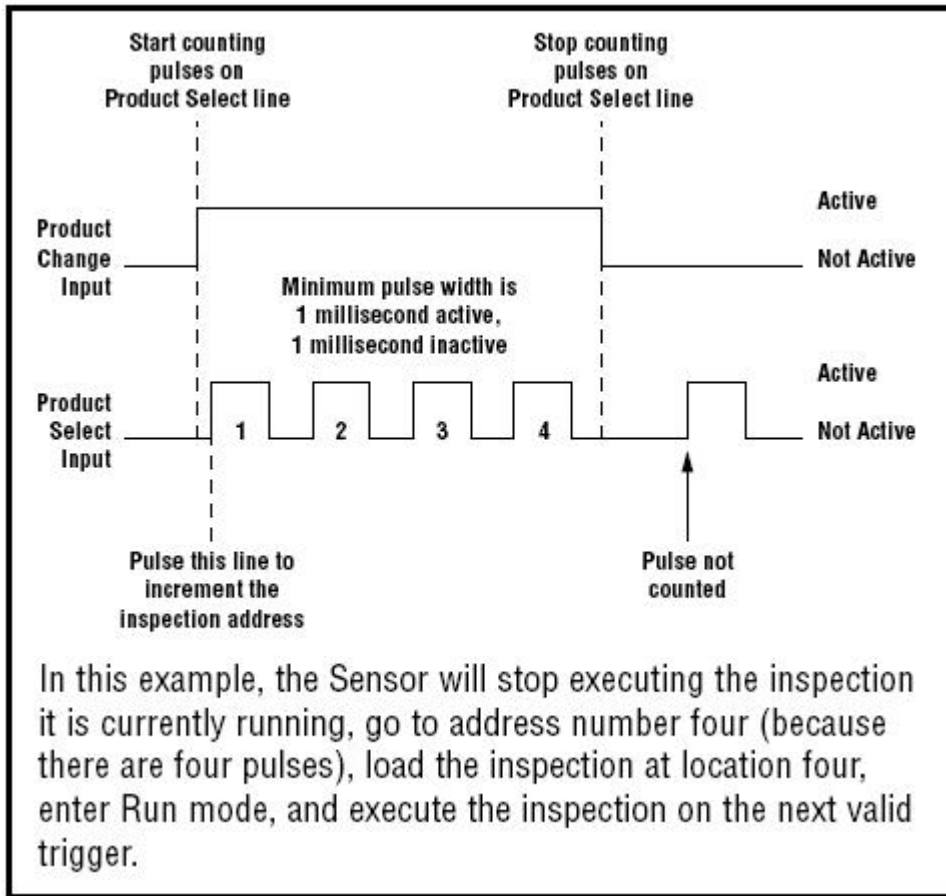 Start counting
pulses on
Product Select line
Stop counting
pulses on
Product Select line
Product
Change
Input
Active
Not Active
Minimum pulse width is
1 millisecond active,
1 millisecond inactive
Product
Select
Input
1
2
3
4
Active
Not Active
Pulse this line to
increment the
inspection address
Pulse not
counted
In this example, the Sensor will stop executing the inspection
it is currently running, go to address number four (because
there are four pulses), load the inspection at location four,
enter Run mode, and execute the inspection on the next valid
trigger.